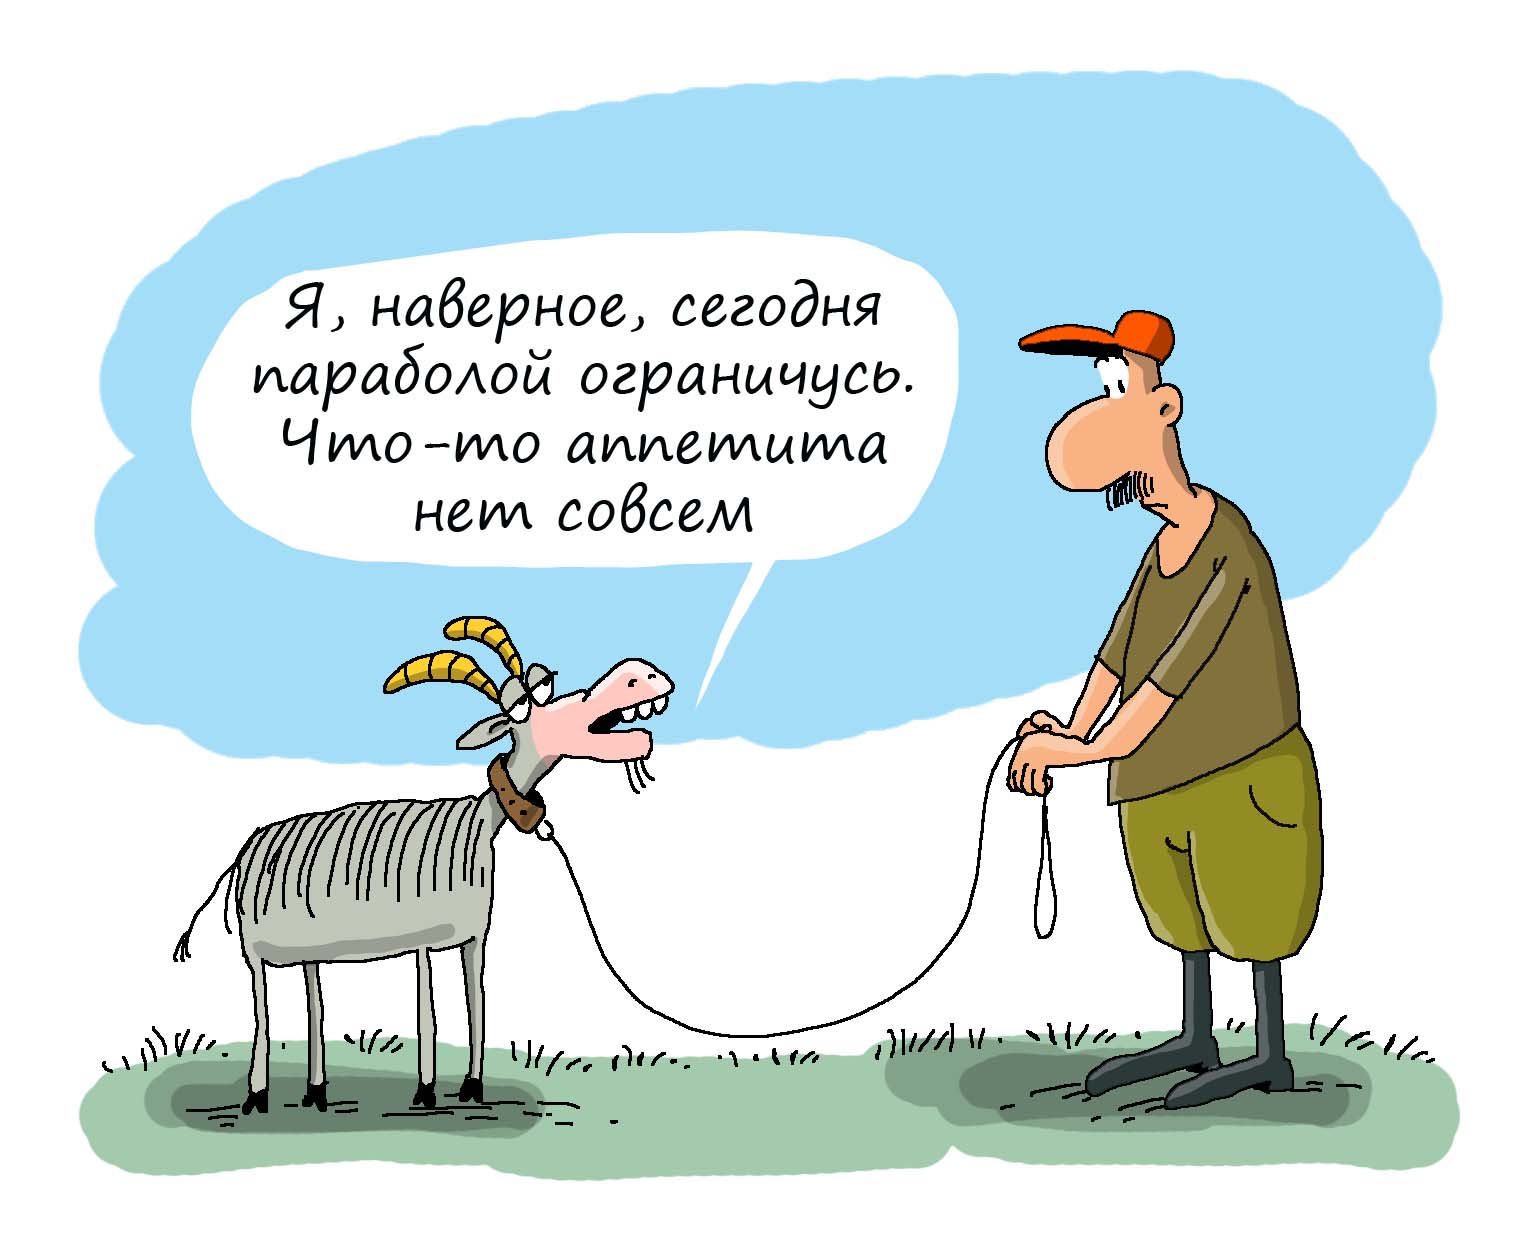 Я, наверное, сегодня
параболой ограничусь.
Что-то аппетита
нет совсем